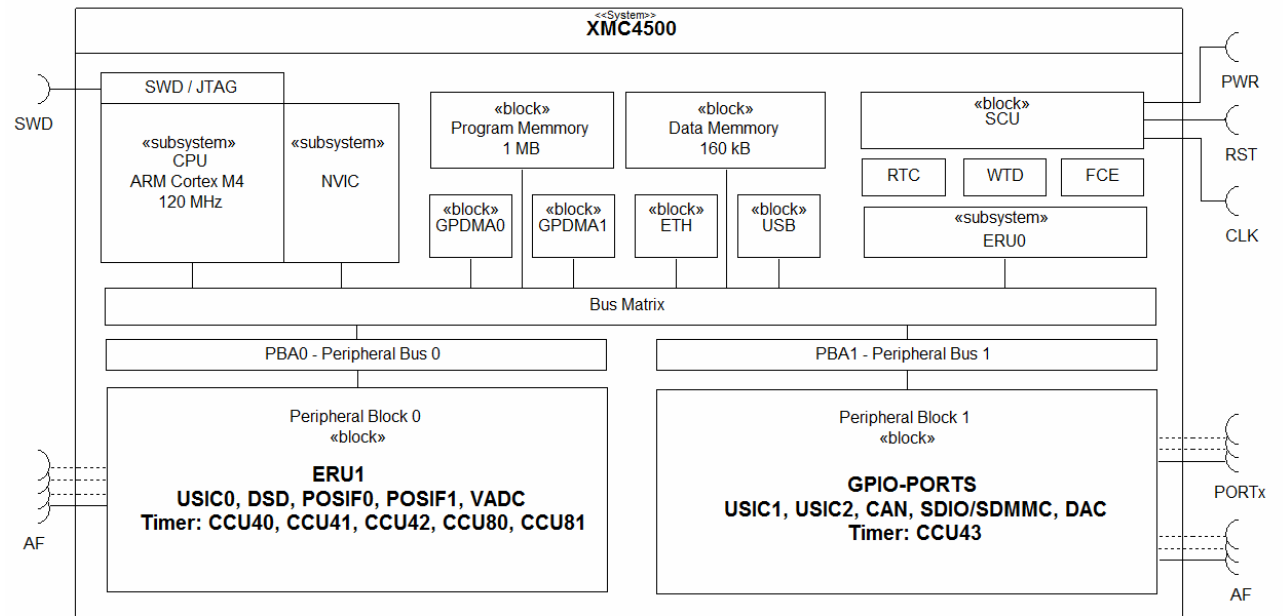 <<System>>
XMC4500
SWD
SWD / JTAG
«subsystem»
CPU
ARM Cortex M4
120 MHz
«subsystem»
NVIC
«block»
Program Memmory
1 MB
«block»
Data Memmory
160 kB
«block»
SCU
PWR
RST
CLK
RTC
WTD
FCE
«block»
GPDMA0
«block»
GPDMA1
«block»
ETH
«block»
USB
«subsystem»
ERU0
Bus Matrix
PBA0 - Peripheral Bus 0
PBA1 - Peripheral Bus 1
Peripheral Block 0
«block»
ERU1
USIC0, DSD, POSIF0, POSIF1, VADC
Timer: CCU40, CCU41, CCU42, CCU80, CCU81
AF
Peripheral Block 1
«block»
GPIO-PORTS
USIC1, USIC2, CAN, SDIO/SDMMC, DAC
Timer: CCU43
PORTx
AF